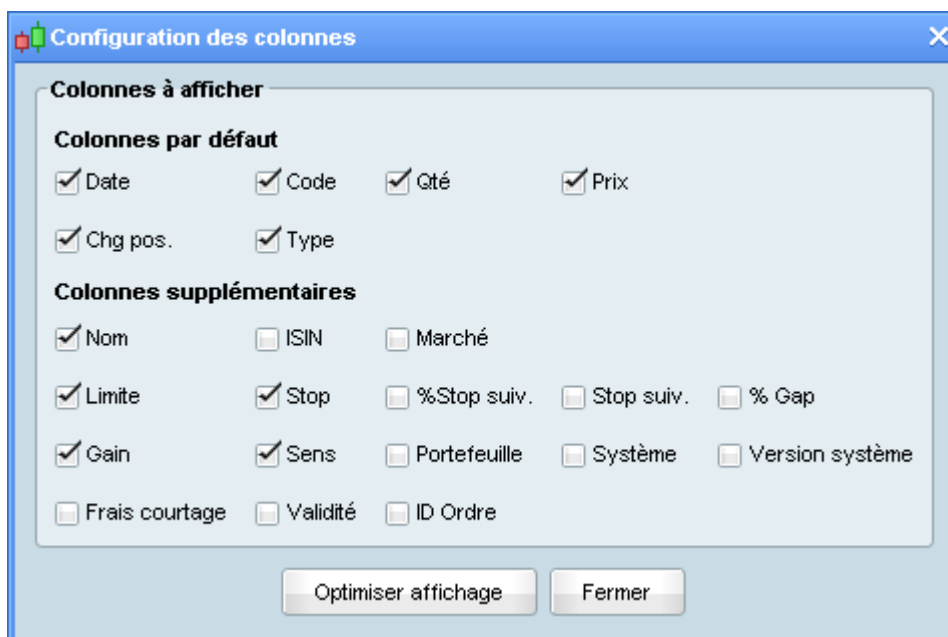 Configuration des colonnes
Colonnes à afficher
Colonnes par défaut
Date Code Qté Prix
Chg pos. Type
Colonnes supplémentaires
Nom ISIN Marché
Limite Stop %Stop suiv. Stop suiv. % Gap
Gain Sens Portefeuille Système Version système
Frais courtage Validité ID Ordre
Optimiser affichage Fermer